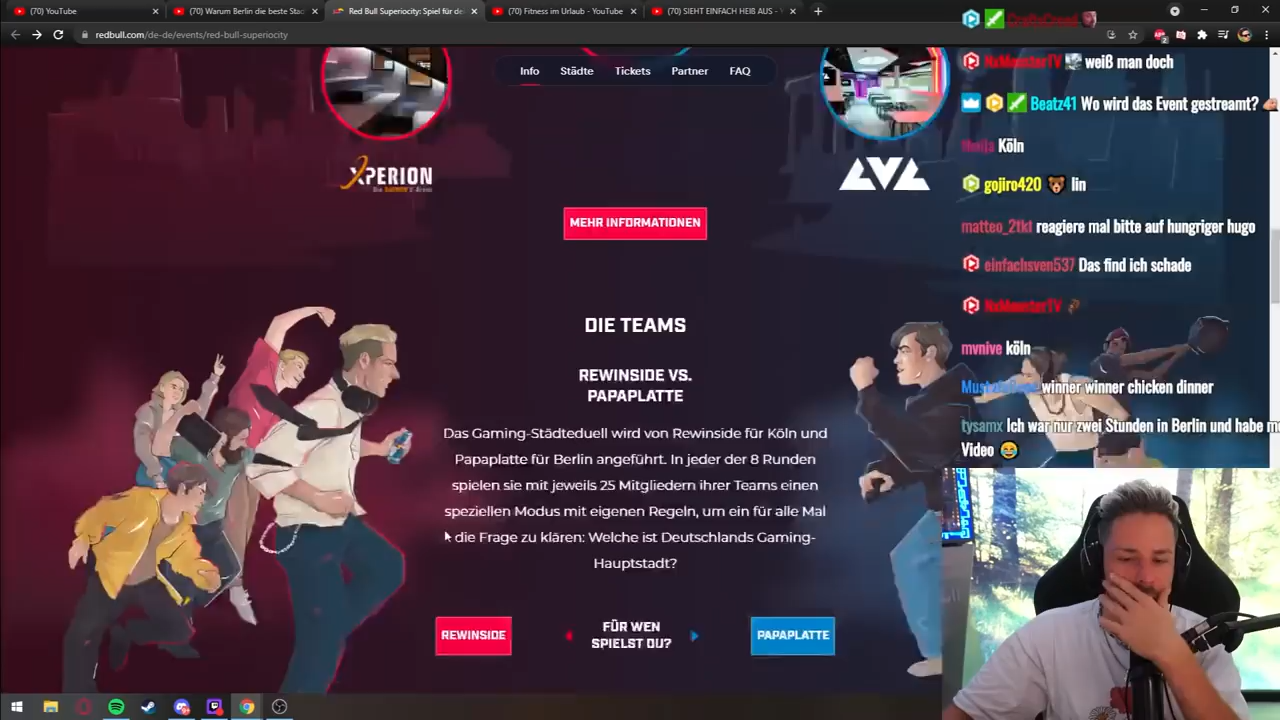 (70) YouTube
(70) Warum Berlin die beste Stad
Red Bull Superiocity: Spiel für de
(70) Fitness im Urlaub - YouTube
(70) SIEHT EINFACH HEIß AUS - Y
redbull.com/de-de/events/red-bull-superiocity
Info Städte Tickets Partner FAQ
XPERION
LVL
MEHR INFORMATIONEN
DIE TEAMS
REWINSIDE VS.
PAPAPLATTE
Das Gaming-Städteduell wird von Rewinside für Köln und
Papaplatte für Berlin angeführt. In jeder der 8 Runden
spielen sie mit jeweils 25 Mitgliedern ihrer Teams einen
speziellen Modus mit eigenen Regeln, um ein für alle Mal
die Frage zu klären: Welche ist Deutschlands Gaming-
Hauptstadt?
REWINSIDE
FÜR WEN
SPIELST DU?
PAPAPLATTE
NxMonsterTV weiß man doch
Beatz41 Wo wird das Event gestreamt?
Köln
gojiro420 lin
matteo_2tkt reagiere mal bitte auf hungriger hugo
einfachsven537 Das find ich schade
NxMonsterTV
mvnive köln
winner winner chicken dinner
tysamx Ich war nur zwei Stunden in Berlin und habe
Video